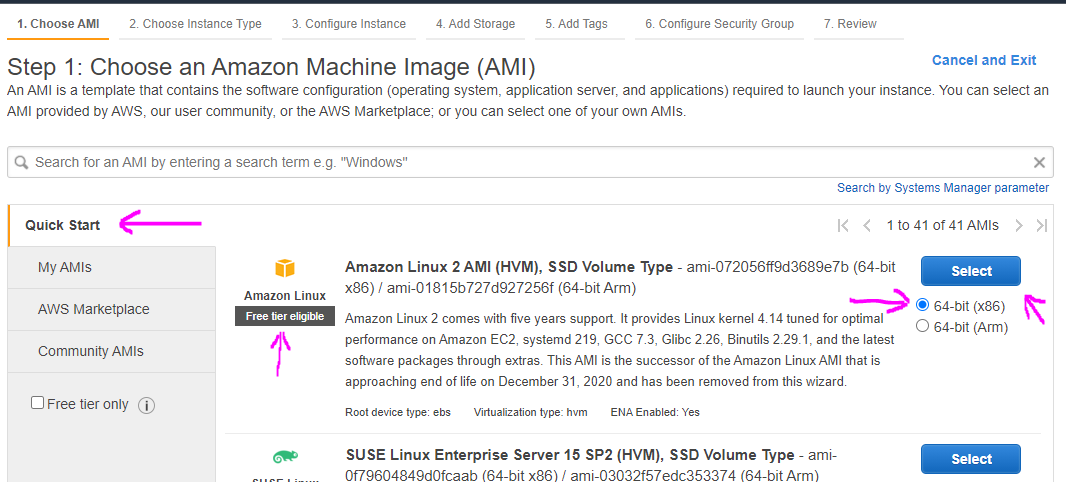 1. Choose AMI 2. Choose Instance Type 3. Configure Instance 4. Add Storage 5. Add Tags 6. Configure Security Group 7. Review
Step 1: Choose an Amazon Machine Image (AMI)
Cancel and Exit
An AMI is a template that contains the software configuration (operating system, application server, and applications) required to launch your instance. You can select an
AMI provided by AWS, our user community, or the AWS Marketplace; or you can select one of your own AMIs.
Search for an AMI by entering a search term e.g. "Windows"
Search by Systems Manager parameter
Quick Start
My AMIs
AWS Marketplace
Community AMIs
Free tier only
1 to 41 of 41 AMIs
Amazon Linux
Free tier eligible
Amazon Linux 2 AMI (HVM), SSD Volume Type - ami-072056ff9d3689e7b (64-bit
x86) / ami-01815b727d927256f (64-bit Arm)
Amazon Linux 2 comes with five years support. It provides Linux kernel 4.14 tuned for optimal
performance on Amazon EC2, systemd 219, GCC 7.3, Glibc 2.26, Binutils 2.29.1, and the latest
software packages through extras. This AMI is the successor of the Amazon Linux AMI that is
approaching end of life on December 31, 2020 and has been removed from this wizard.
Root device type: ebs Virtualization type: hvm ENA Enabled: Yes
Select
64-bit (x86)
64-bit (Arm)
SUSE Linux
SUSE Linux Enterprise Server 15 SP2 (HVM), SSD Volume Type - ami-
0f79604849d0fcaab (64-bit x86) / ami-03032f57edc353374 (64-bit Arm)
Select